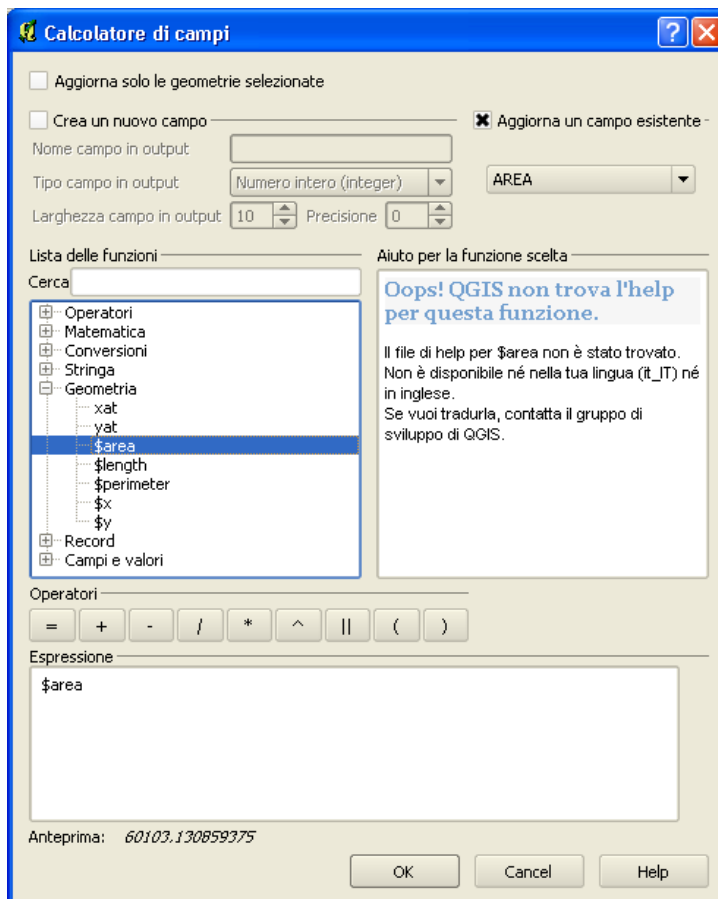 Calcolatore di campi
Aggiorna solo le geometrie selezionate
Crea un nuovo campo
Aggiorna un campo esistente
Nome campo in output
Tipo campo in output
Numero intero (integer)
AREA
Larghezza campo in output
10
Precisione
0
Lista delle funzioni
Cerca
Operatori
Matematica
Conversioni
Stringa
Geometria
xat
yat
$area
$length
$perimeter
$x
$y
Record
Campi e valori
Aiuto per la funzione scelta
Oops! QGIS non trova l'help
per questa funzione.
Il file di help per $area non è stato trovato.
Non è disponibile né nella tua lingua (it_IT) né
in inglese.
Se vuoi tradurla, contatta il gruppo di
sviluppo di QGIS.
Operatori
= + - / * ^ || ( )
Espressione
$area
Anteprima: 60103,130859375
OK
Cancel
Help